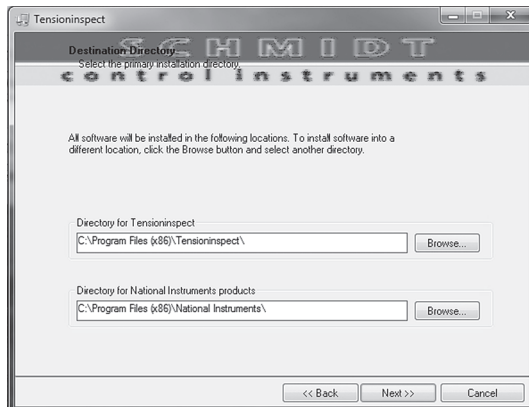 Tensioninspect
SCHMIDT
Destination Directory
Select the primary installation directory.
control instruments
All software will be installed in the following locations. To install software into a
different location, click the Browse button and select another directory.
Directory for Tensioninspect
C:\Program Files (x86)\Tensioninspect\
Browse...
Directory for National Instruments products
C:\Program Files (x86)\National Instruments\
Browse...
<< Back
Next >>
Cancel